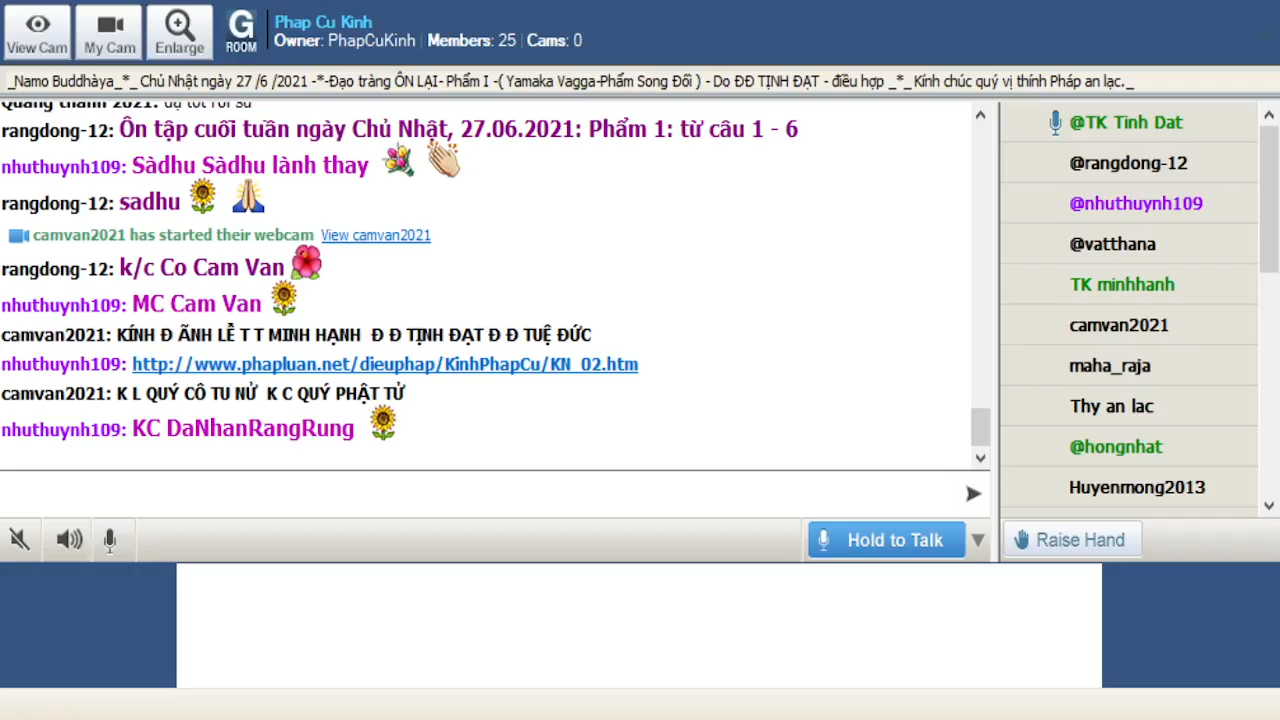 View Cam
My Cam
Enlarge
G
ROOM
Phap Cu Kinh
Owner: PhapCuKinh | Members: 25 | Cams: 0
_Namo Buddhàya_*_ Chủ Nhật ngày 27 /6 /2021 -*-Đạo tràng ÔN LẠI- Phẩm I -( Yamaka Vagga-Phẩm Song Đối ) - Do ĐĐ TỊNH ĐẠT - điều hợp _*_ Kính chúc quý vị thính Pháp an lạc._
rangdong-12: Ôn tập cuối tuần ngày Chủ Nhật, 27.06.2021: Phẩm 1: từ câu 1 - 6
nhuthuynh109: Sàdhu Sàdhu lành thay
rangdong-12: sadhu
camvan2021 has started their webcam View camvan2021
rangdong-12: k/c Co Cam Van
nhuthuynh109: MC Cam Van
camvan2021: KÍNH Đ ÃNH LỄ T T MINH HẠNH Đ Đ TỊNH ĐẠT Đ Đ TUỆ ĐỨC
nhuthuynh109: http://www.phapluan.net/dieuphap/KinhPhapCu/KN_02.htm
camvan2021: K L QUÝ CÔ TU NỬ K C QUÝ PHẬT TỬ
nhuthuynh109: KC DaNhanRangRung
@TK Tinh Dat
@rangdong-12
@nhuthuynh109
@vatthana
TK minhhanh
camvan2021
maha_raja
Thy an lac
@hongnhat
Huyenmong2013
Hold to Talk
Raise Hand